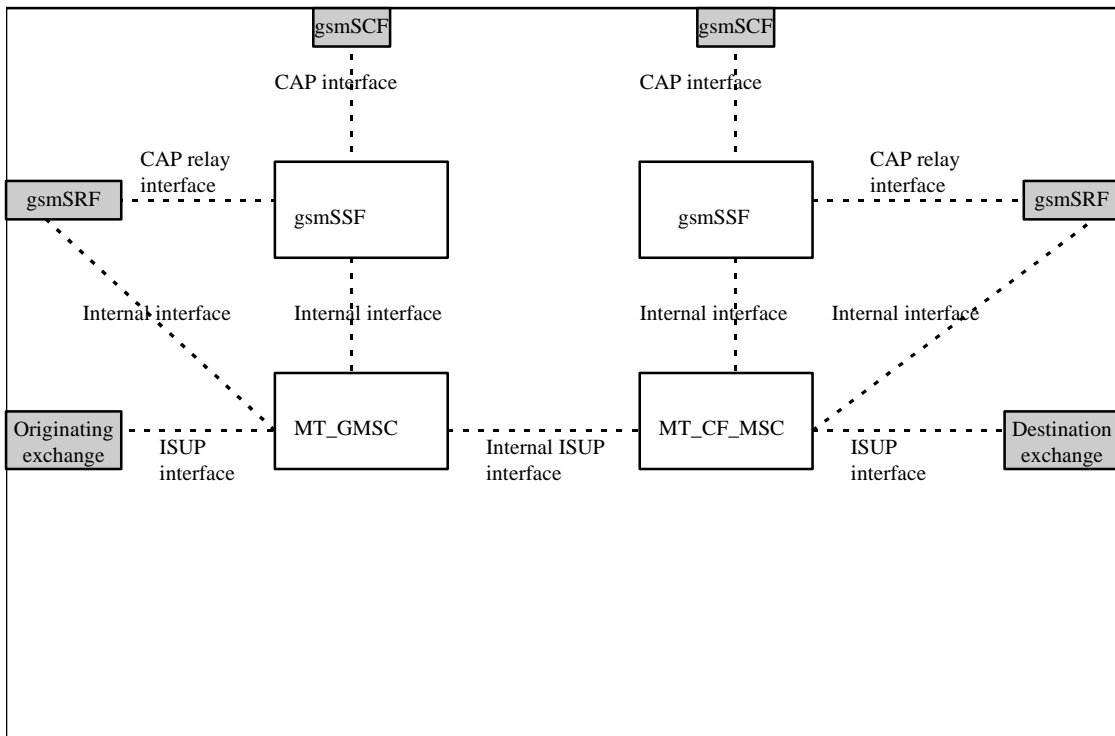 gsmSCF
gsmSCF
CAP interface
CAP interface
CAP relay
interface
CAP relay
interface
gsmSRF
gsmSSF
gsmSSF
gsmSRF
Internal interface
Internal interface
Internal interface
Internal interface
Originating
exchange
ISUP
interface
MT_GMSC
Internal ISUP
interface
MT_CF_MSC
ISUP
interface
Destination
exchange